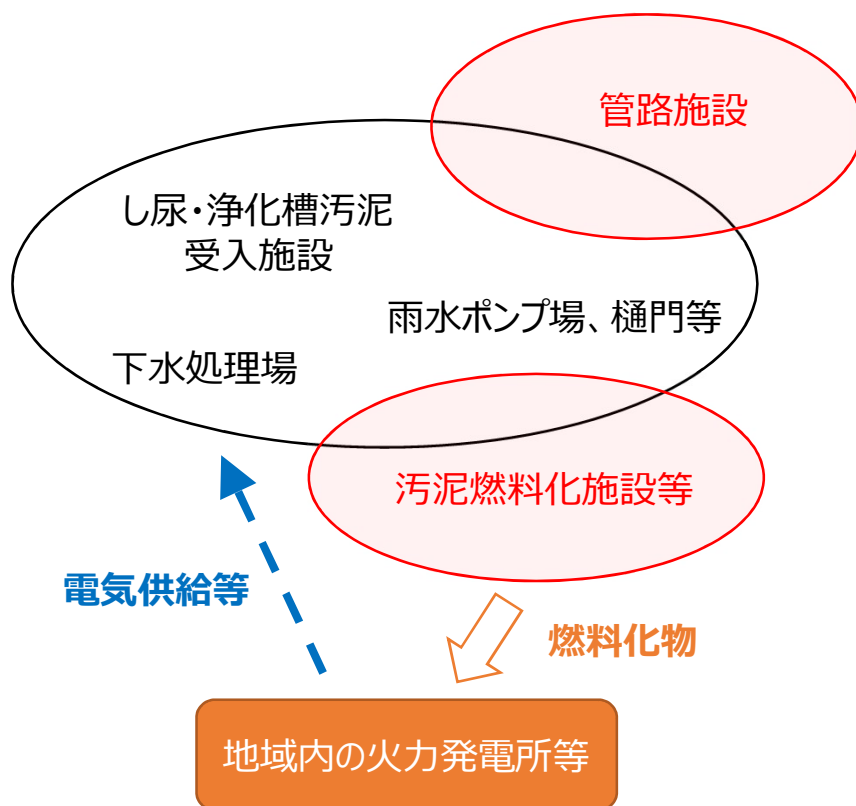 管路施設
し尿・浄化槽汚泥
受入施設
雨水ポンプ場、樋門等
下水処理場
汚泥燃料化施設等
電気供給等
燃料化物
地域内の火力発電所等